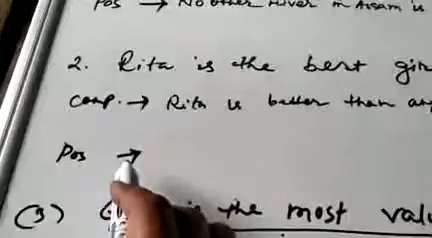 Pos → No other river in Assam is
2. Rita is the best girl
Comp. → Rita is better than any
Pos →
(3) is the most valu